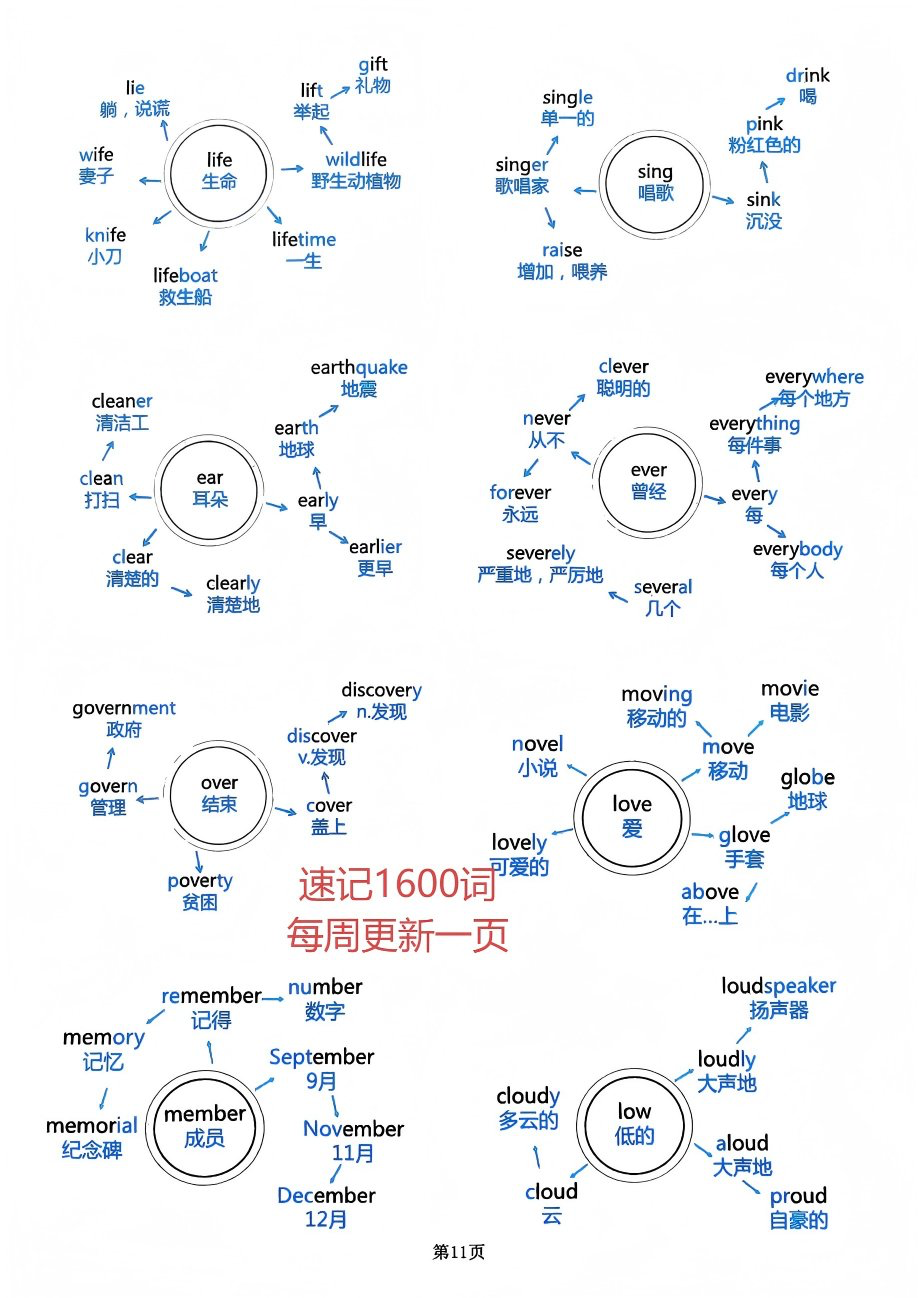 gift
礼物
lift
举起
lie
躺，说谎
wife
妻子
life
生命
wildlife
野生动植物
knife
小刀
lifetime
一生
lifeboat
救生船
drink
喝
single
单一的
pink
粉红色的
singer
歌唱家
sing
唱歌
sink
沉没
raise
增加，喂养
earthquake
地震
cleaner
清洁工
earth
地球
clean
打扫
ear
耳朵
early
早
clear
清楚的
earlier
更早
clearly
清楚地
clever
聪明的
everywhere
每个地方
never
从不
everything
每件事
ever
曾经
forever
永远
every
每
severely
严重地，严厉地
everybody
每个人
several
几个
discovery
n.发现
government
政府
discover
v.发现
govern
管理
over
结束
cover
盖上
poverty
贫困
moving
移动的
movie
电影
novel
小说
move
移动
love
爱
globe
地球
lovely
可爱的
glove
手套
above
在...上
速记1600词
每周更新一页
remember
记得
number
数字
memory
记忆
September
9月
memorial
纪念碑
member
成员
November
11月
December
12月
loudspeaker
扬声器
loudly
大声地
cloudy
多云的
low
低的
aloud
大声地
cloud
云
proud
自豪的
第11页